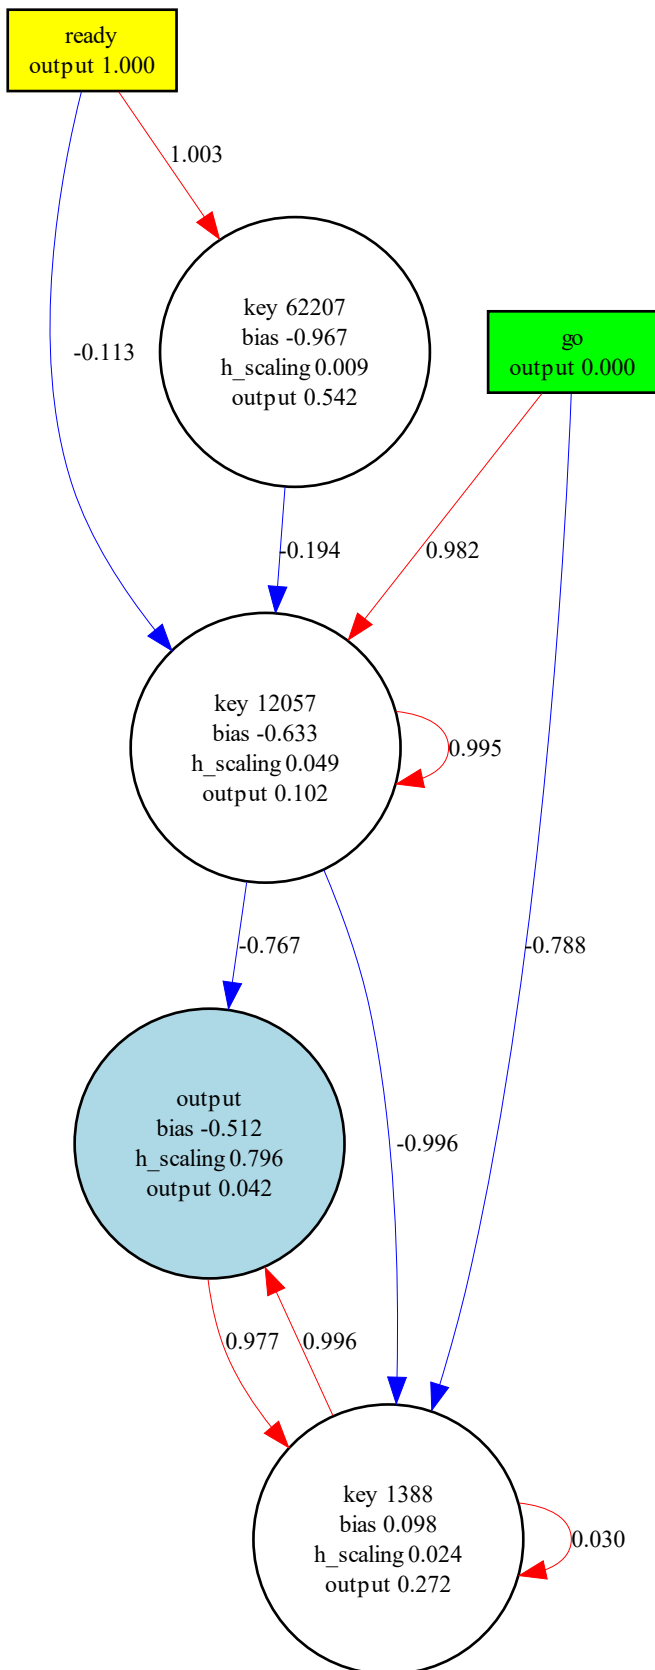 ready
output 1.000
1.003
key 62207
bias -0.967
h_scaling 0.009
output 0.542
go
output 0.000
-0.113
-0.194
0.982
key 12057
bias -0.633
h_scaling 0.049
output 0.102
0.995
-0.767
-0.788
output
bias -0.512
h_scaling 0.796
output 0.042
-0.996
0.977
0.996
key 1388
bias 0.098
h_scaling 0.024
output 0.272
0.030